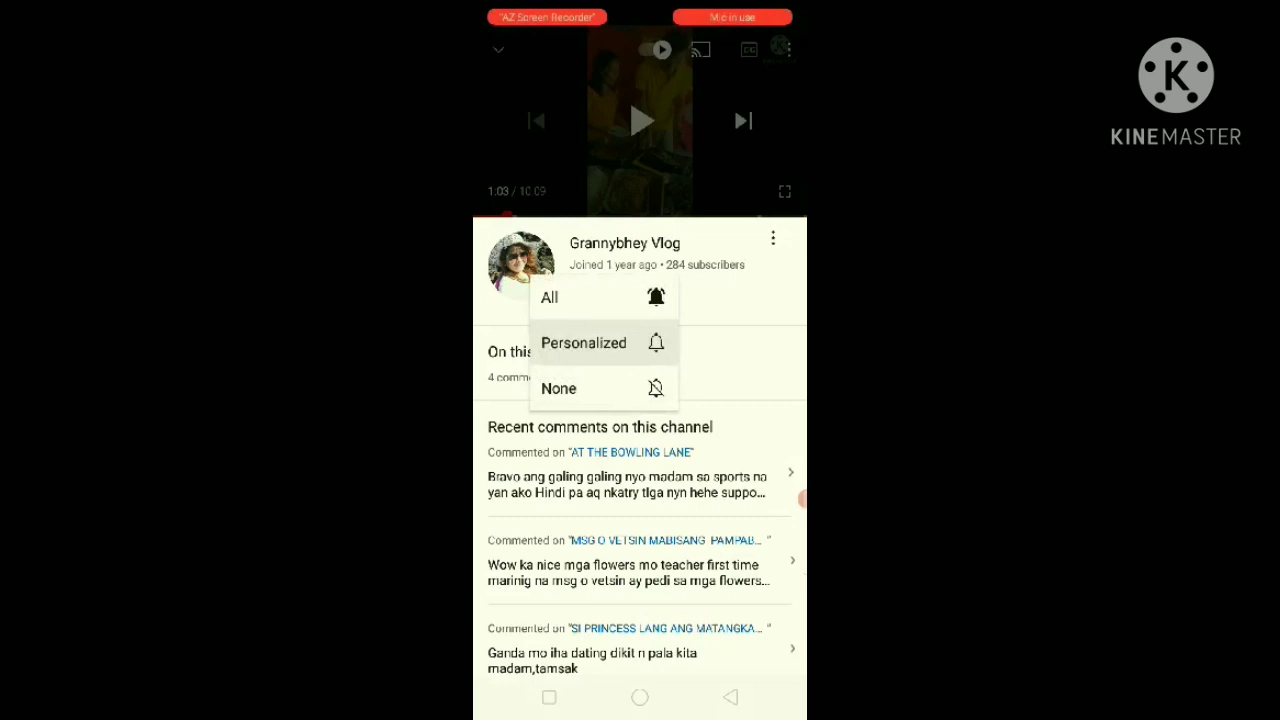 "AZ Screen Recorder"
Mic in use
KINEMASTER
1:03 / 10:09
Grannybhey Vlog
Joined 1 year ago • 284 subscribers
All
Personalized
None
On this
4 comm
Recent comments on this channel
Commented on "AT THE BOWLING LANE"
Bravo ang galing galing nyo madam sa sports na
yan ako Hindi pa aq nkatry tlga nyn hehe suppo...
Commented on "MSG O VETSIN MABISANG PAMPAB... "
Wow ka nice mga flowers mo teacher first time
marinig na msg o vetsin ay pedi sa mga flowers...
Commented on "SI PRINCESS LANG ANG MATANGKA... "
Ganda mo iha dating dikit n pala kita
madam,tamsak